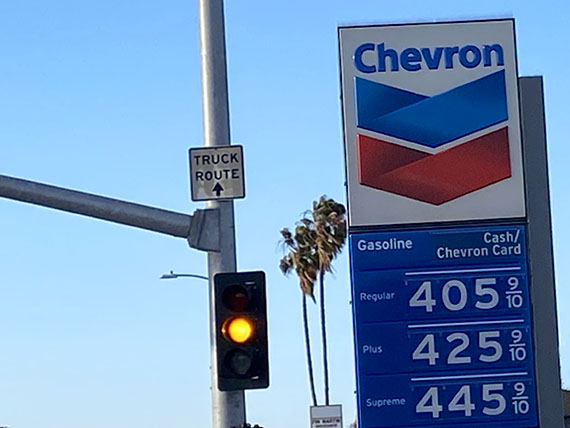 TRUCK
ROUTE
Chevron
Gasoline
Cash/
Chevron Card
Regular 405 9/10
Plus 425 9/10
Supreme 445 9/10